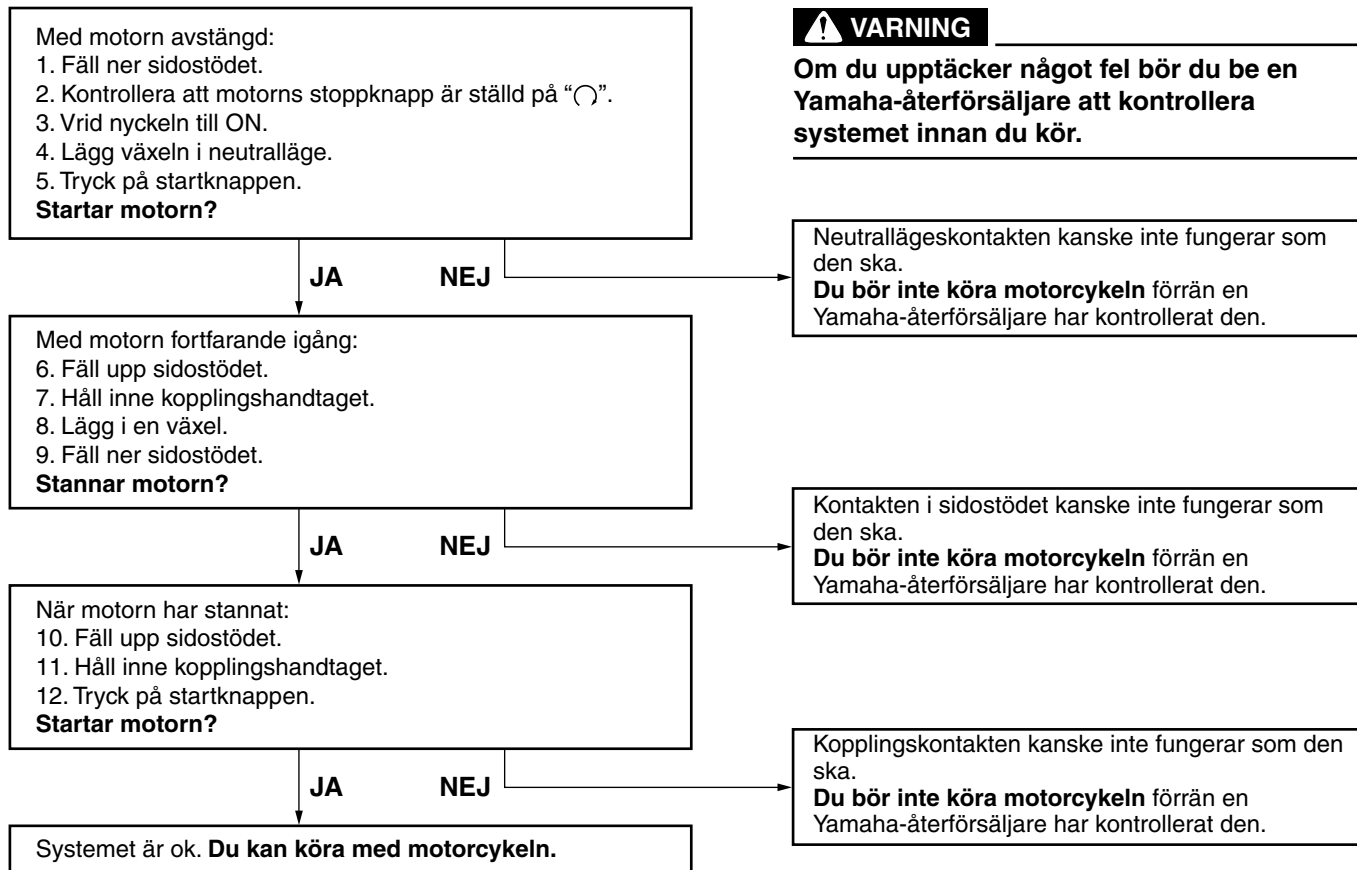 Med motorn avstängd:
1. Fäll ner sidostödet.
2. Kontrollera att motorns stoppknapp är ställd på “◯”.
3. Vrid nyckeln till ON.
4. Lägg växeln i neutralläge.
5. Tryck på startknappen.
Startar motorn?
VARNING
Om du upptäcker något fel bör du be en
Yamaha-återförsäljare att kontrollera
systemet innan du kör.
JA NEJ
Neutrallägeskontakten kanske inte fungerar som
den ska.
Du bör inte köra motorcykeln förrän en
Yamaha-återförsäljare har kontrollerat den.
Med motorn fortfarande igång:
6. Fäll upp sidostödet.
7. Håll inne kopplingshandtaget.
8. Lägg i en växel.
9. Fäll ner sidostödet.
Stannar motorn?
JA NEJ
Kontakten i sidostödet kanske inte fungerar som
den ska.
Du bör inte köra motorcykeln förrän en
Yamaha-återförsäljare har kontrollerat den.
När motorn har stannat:
10. Fäll upp sidostödet.
11. Håll inne kopplingshandtaget.
12. Tryck på startknappen.
Startar motorn?
JA NEJ
Kopplingskontakten kanske inte fungerar som den
ska.
Du bör inte köra motorcykeln förrän en
Yamaha-återförsäljare har kontrollerat den.
Systemet är ok. Du kan köra med motorcykeln.